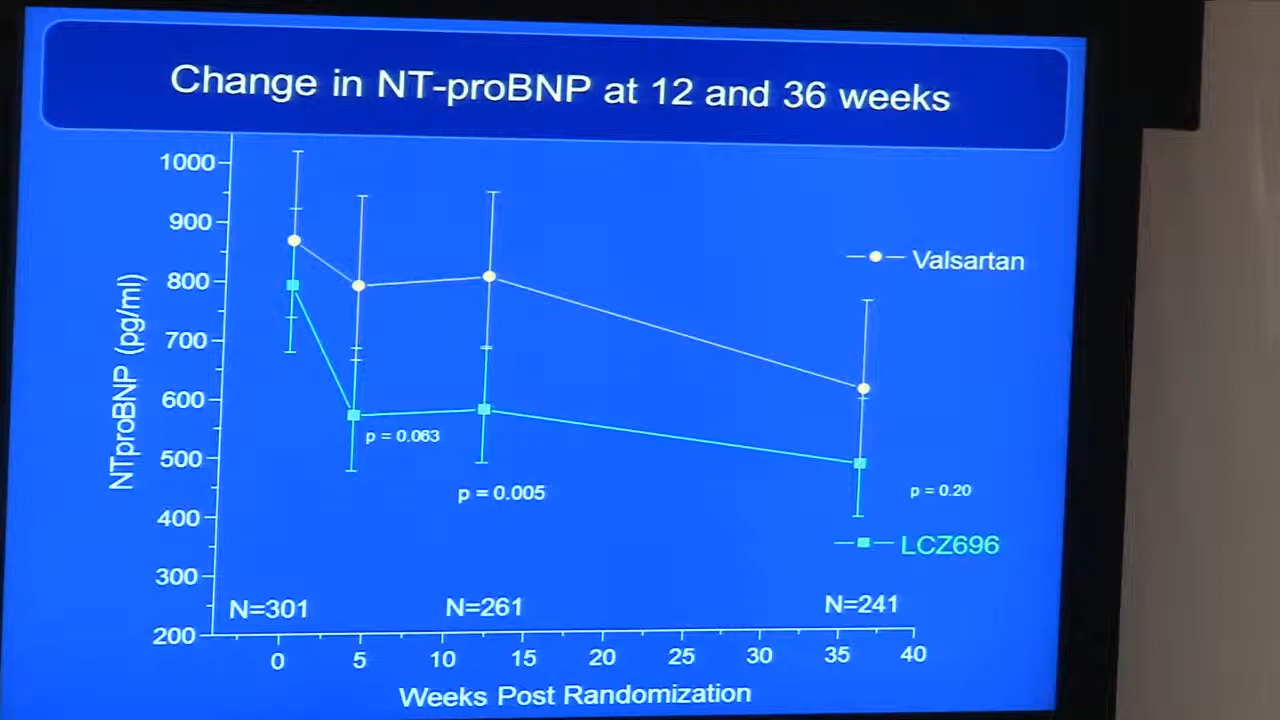 Change in NT-proBNP at 12 and 36 weeks
1000
900
800
700
600
500
400
300
200
NTproBNP (pg/ml)
Valsartan
p = 0.063
p = 0.005
p = 0.20
LCZ696
N=301
N=261
N=241
0 5 10 15 20 25 30 35 40
Weeks Post Randomization